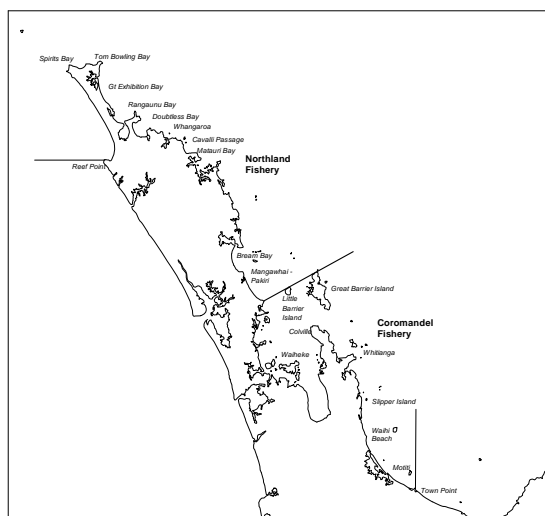 Spirits Bay
Tom Bowling Bay
Gt Exhibition Bay
Rangaunu Bay
Doubtless Bay
Whangaroa
Cavalli Passage
Matauri Bay
Northland
Fishery
Reef Point
Bream Bay
Mangawhai -
Pakiri
Great Barrier Island
Little
Barrier
Island
Coromandel
Fishery
Colville
Waiheke
Whitianga
Slipper Island
Waihi
Beach
Motiti
Town Point